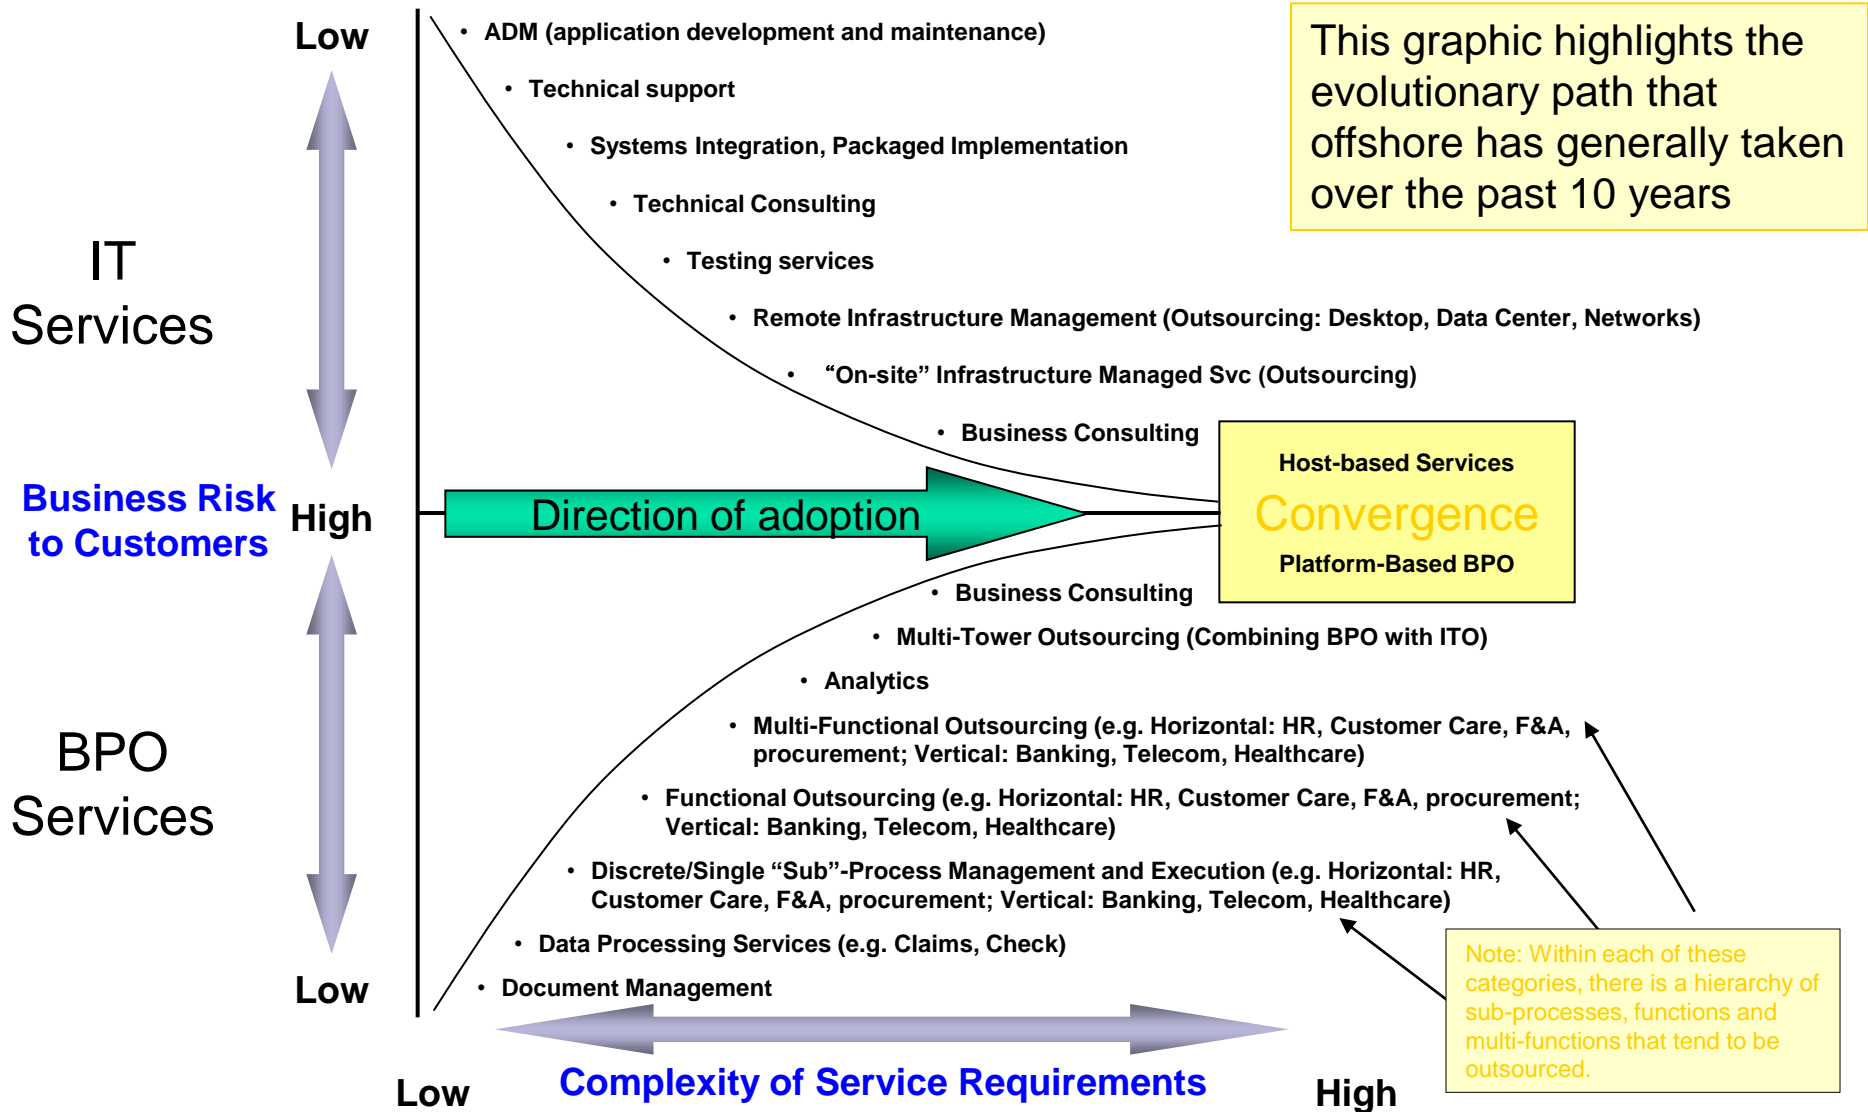 Low
• ADM (application development and maintenance)
This graphic highlights the
evolutionary path that
offshore has generally taken
over the past 10 years
• Technical support
• Systems Integration, Packaged Implementation
• Technical Consulting
IT
Services
• Testing services
• Remote Infrastructure Management (Outsourcing: Desktop, Data Center, Networks)
• “On-site” Infrastructure Managed Svc (Outsourcing)
• Business Consulting
Business Risk
to Customers
High
Direction of adoption
Host-based Services
Convergence
Platform-Based BPO
• Business Consulting
• Multi-Tower Outsourcing (Combining BPO with ITO)
• Analytics
BPO
Services
• Multi-Functional Outsourcing (e.g. Horizontal: HR, Customer Care, F&A,
procurement; Vertical: Banking, Telecom, Healthcare)
• Functional Outsourcing (e.g. Horizontal: HR, Customer Care, F&A, procurement;
Vertical: Banking, Telecom, Healthcare)
• Discrete/Single “Sub”-Process Management and Execution (e.g. Horizontal: HR,
Customer Care, F&A, procurement; Vertical: Banking, Telecom, Healthcare)
• Data Processing Services (e.g. Claims, Check)
• Document Management
Low
Note: Within each of these
categories, there is a hierarchy of
sub-processes, functions and
multi-functions that tend to be
outsourced.
Low
Complexity of Service Requirements
High